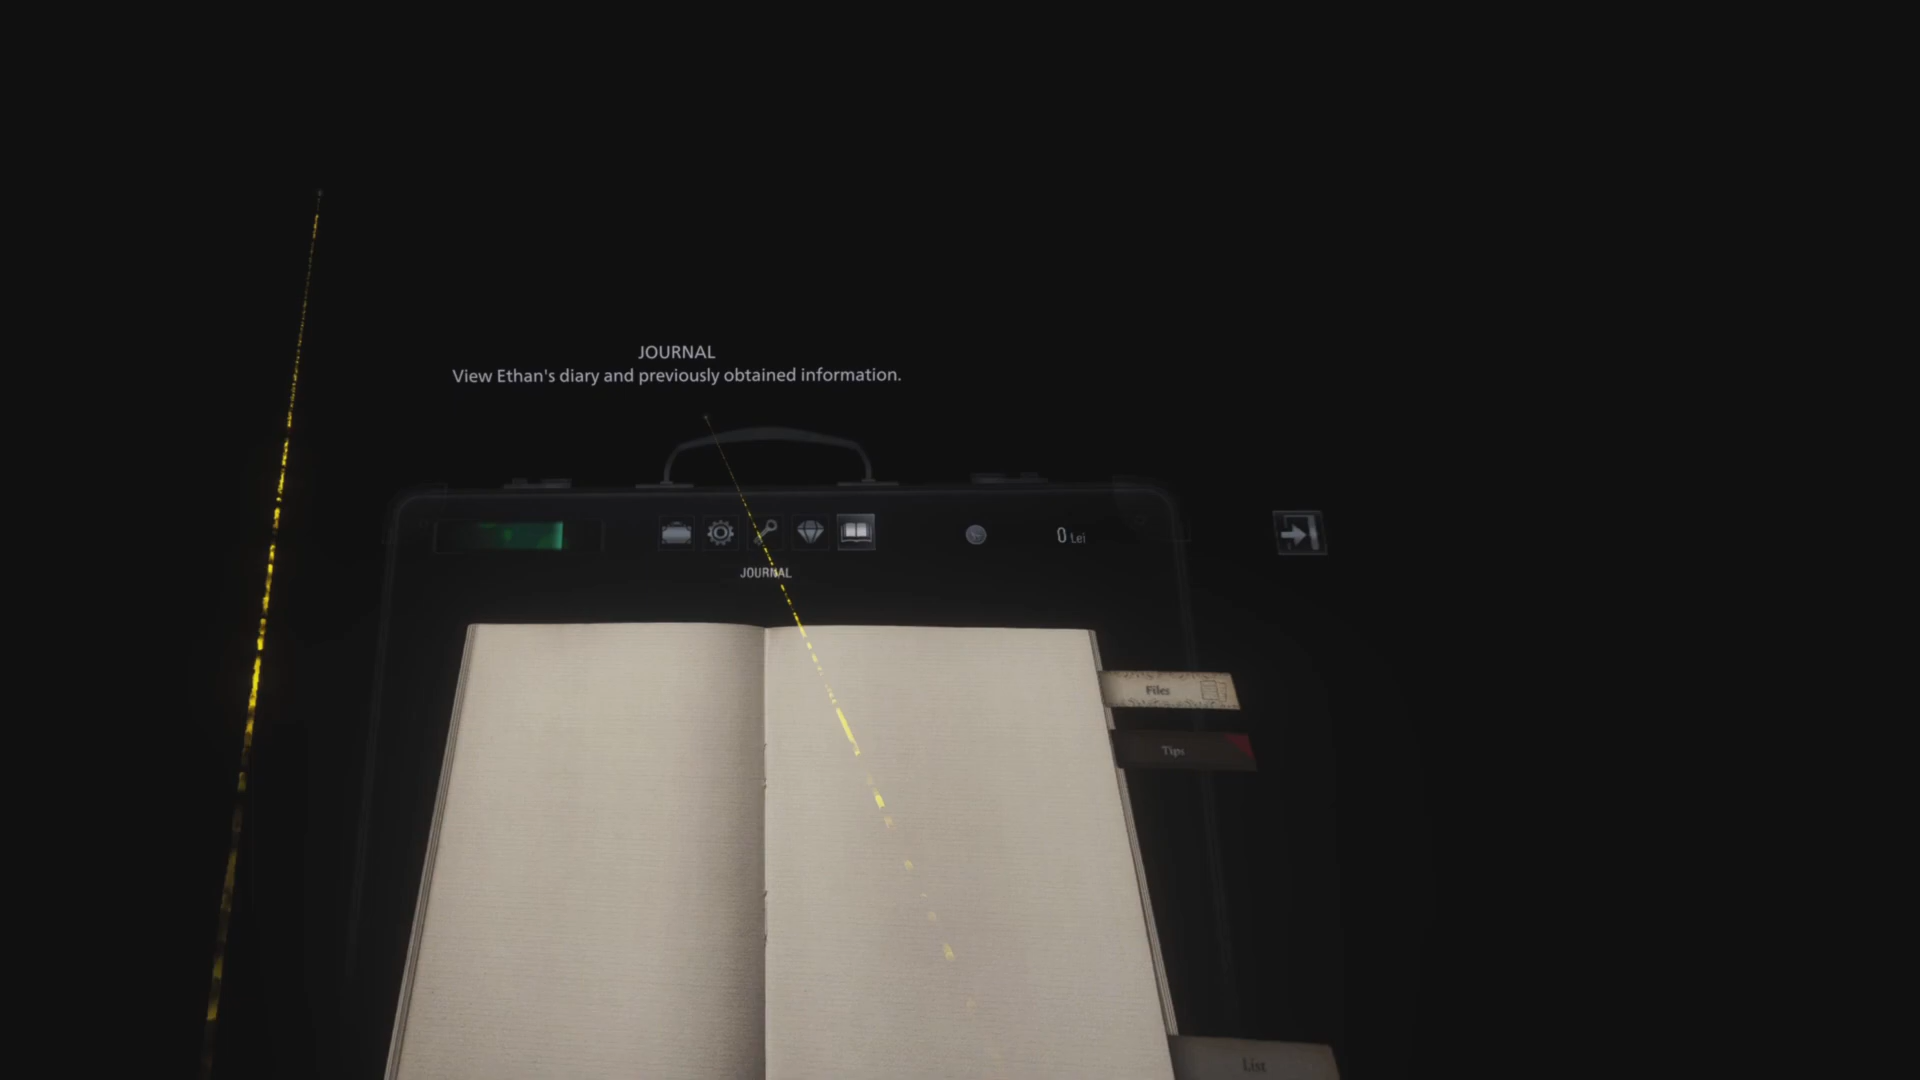 JOURNAL
View Ethan's diary and previously obtained information.
0 Lei
JOURNAL
Files
Tips
List